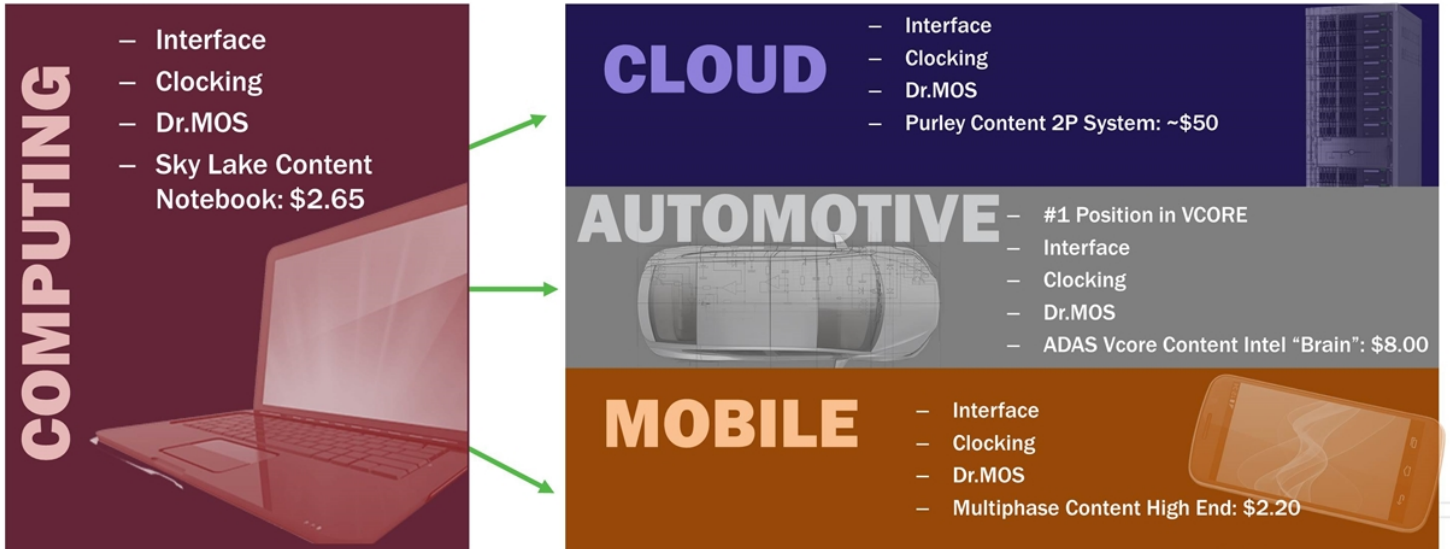 COMPUTING
– Interface
– Clocking
– Dr.MOS
– Sky Lake Content
Notebook: $2.65
CLOUD
– Interface
– Clocking
– Dr.MOS
– Purley Content 2P System: ~$50
AUTOMOTIVE
– #1 Position in VCORE
– Interface
– Clocking
– Dr.MOS
– ADAS Vcore Content Intel “Brain”: $8.00
MOBILE
– Interface
– Clocking
– Dr.MOS
– Multiphase Content High End: $2.20